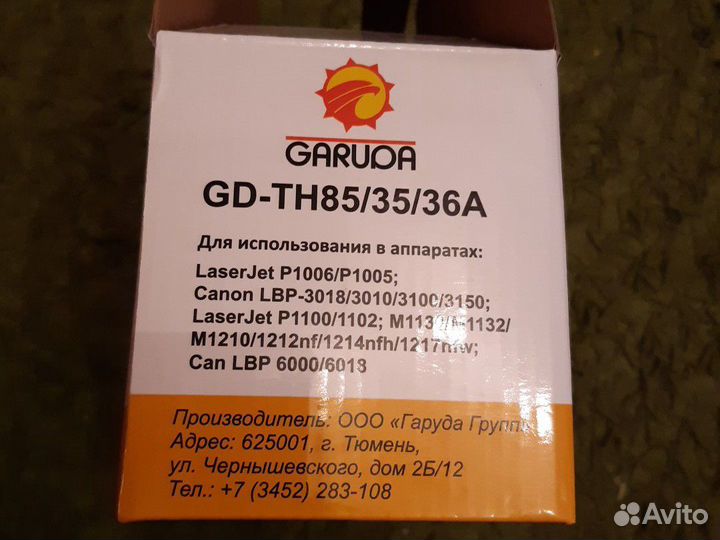 GARUDA
GD-TH85/35/36A
Для использования в аппаратах:
LaserJet P1006/P1005;
Canon LBP-3018/3010/3100/3150;
LaserJet P1100/1102; M1130/M1132/
M1210/1212nf/1214nfh/1217nfw;
Can LBP 6000/6018
Производитель: ООО «Гаруда Групп»
Адрес: 625001, г. Тюмень,
ул. Чернышевского, дом 2Б/12
Тел.: +7 (3452) 283-108
Avito